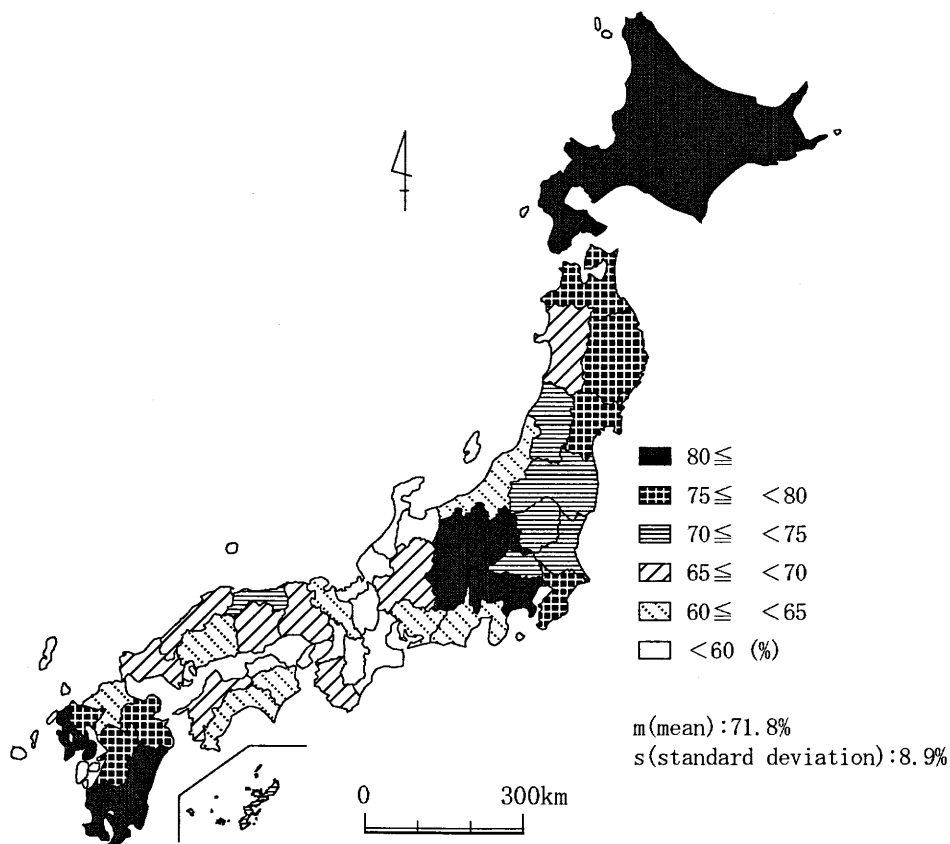 80≦
75≦ <80
70≦ <75
65≦ <70
60≦ <65
<60 (%)
m(mean):71.8%
s(standard deviation):8.9%
0 300km